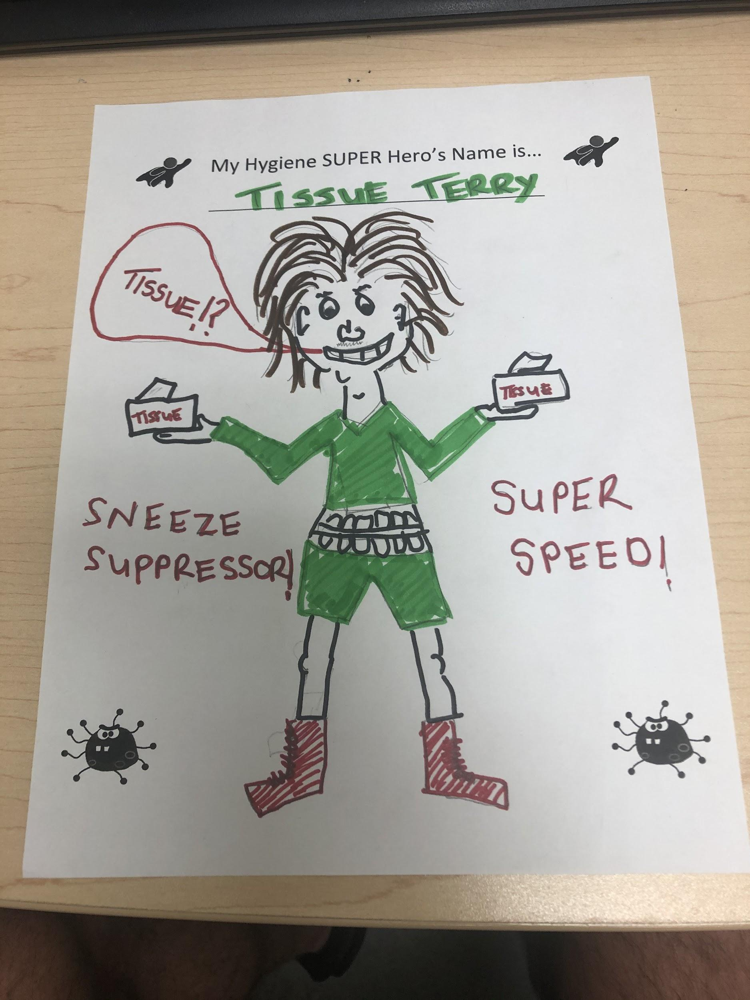 My Hygiene SUPER Hero's Name is...
TISSUE TERRY
TISSUE!?
TISSUE
TISSUE
SNEEZE
SUPPRESSOR!
SUPER
SPEED!